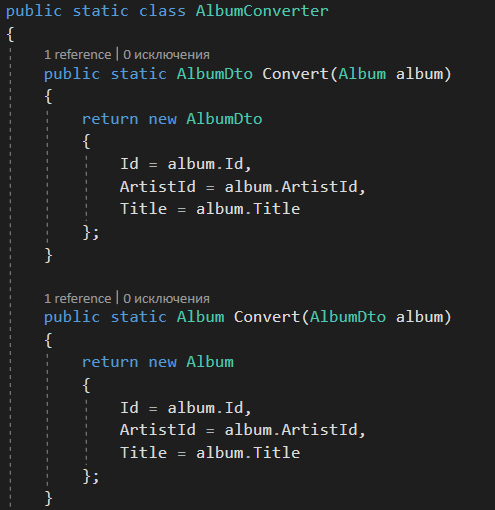 public static class AlbumConverter
{
1 reference | 0 исключения
public static AlbumDto Convert(Album album)
{
return new AlbumDto
{
Id = album.Id,
ArtistId = album.ArtistId,
Title = album.Title
};
}
1 reference | 0 исключения
public static Album Convert(AlbumDto album)
{
return new Album
{
Id = album.Id,
ArtistId = album.ArtistId,
Title = album.Title
};
}